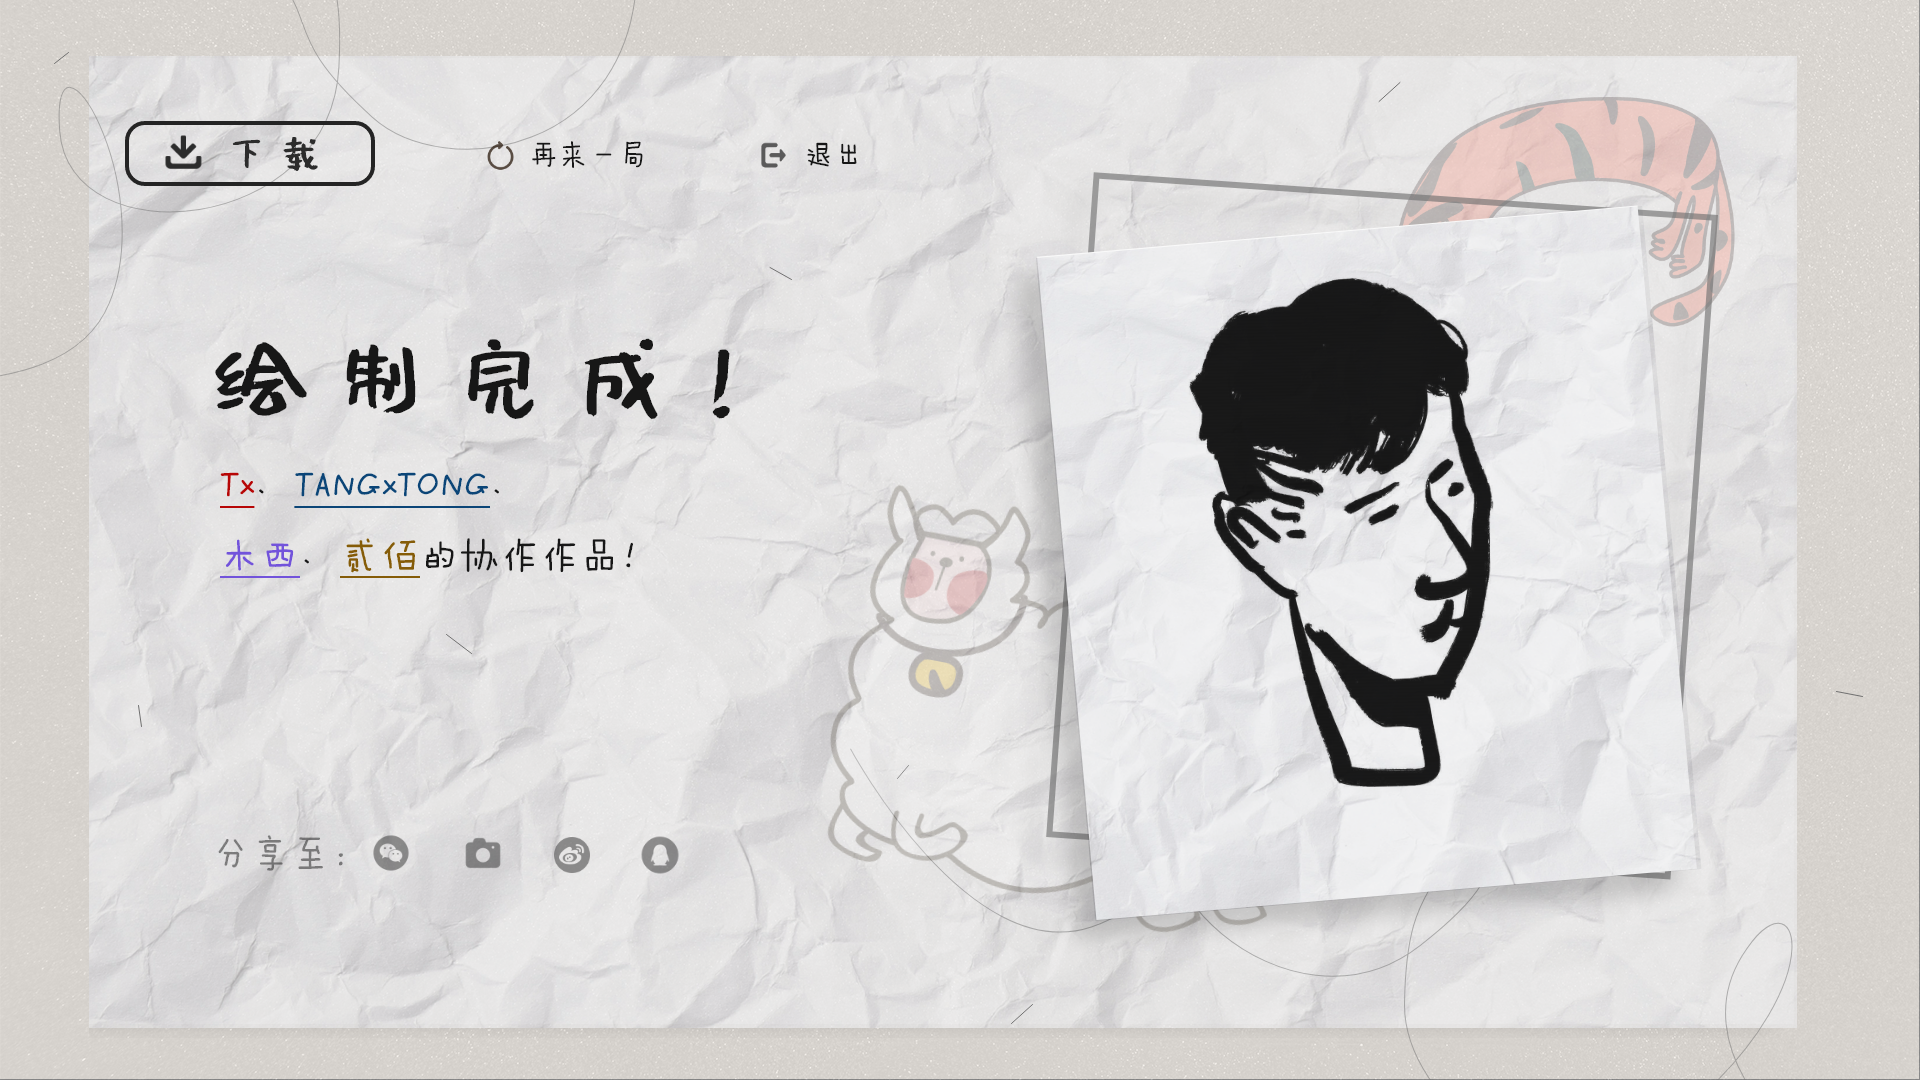 下载
再来一局
退出
绘制完成！
Tx、 TANGxTONG、
木西、 贰佰的协作作品！
分享至：